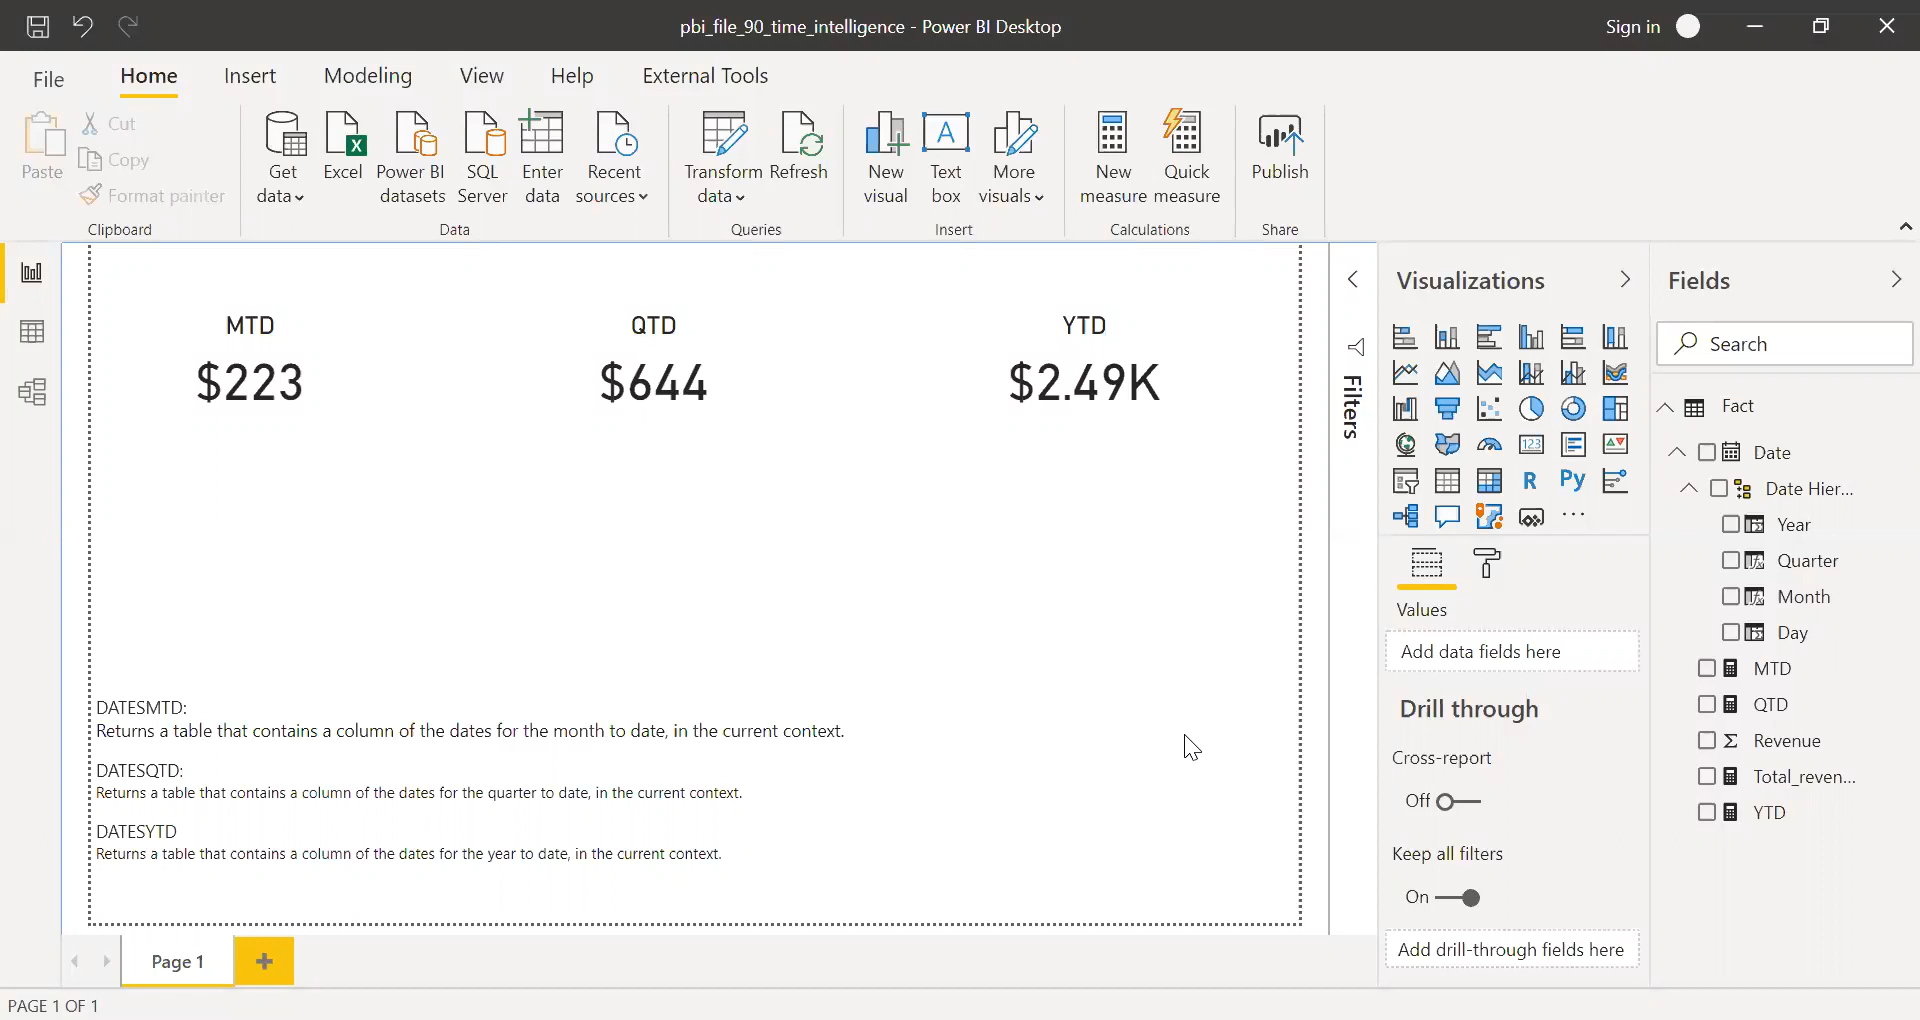 pbi_file_90_time_intelligence - Power BI Desktop
Sign in
File
Home
Insert
Modeling
View
Help
External Tools
Paste
Cut
Copy
Format painter
Clipboard
Get data
Excel
Power BI datasets
SQL Server
Enter data
Recent sources
Data
Transform data
Refresh
Queries
New visual
Text box
More visuals
Insert
New measure
Quick measure
Calculations
Publish
Share
MTD
$223
QTD
$644
YTD
$2.49K
DATESMTD:
Returns a table that contains a column of the dates for the month to date, in the current context.
DATESQTD:
Returns a table that contains a column of the dates for the quarter to date, in the current context.
DATESYTD
Returns a table that contains a column of the dates for the year to date, in the current context.
Filters
Visualizations
123
R
Py
Values
Add data fields here
Drill through
Cross-report
Off
Keep all filters
On
Add drill-through fields here
Fields
Search
Fact
Date
Date Hier...
Year
Quarter
Month
Day
MTD
QTD
Revenue
Total_reven...
YTD
Page 1
PAGE 1 OF 1